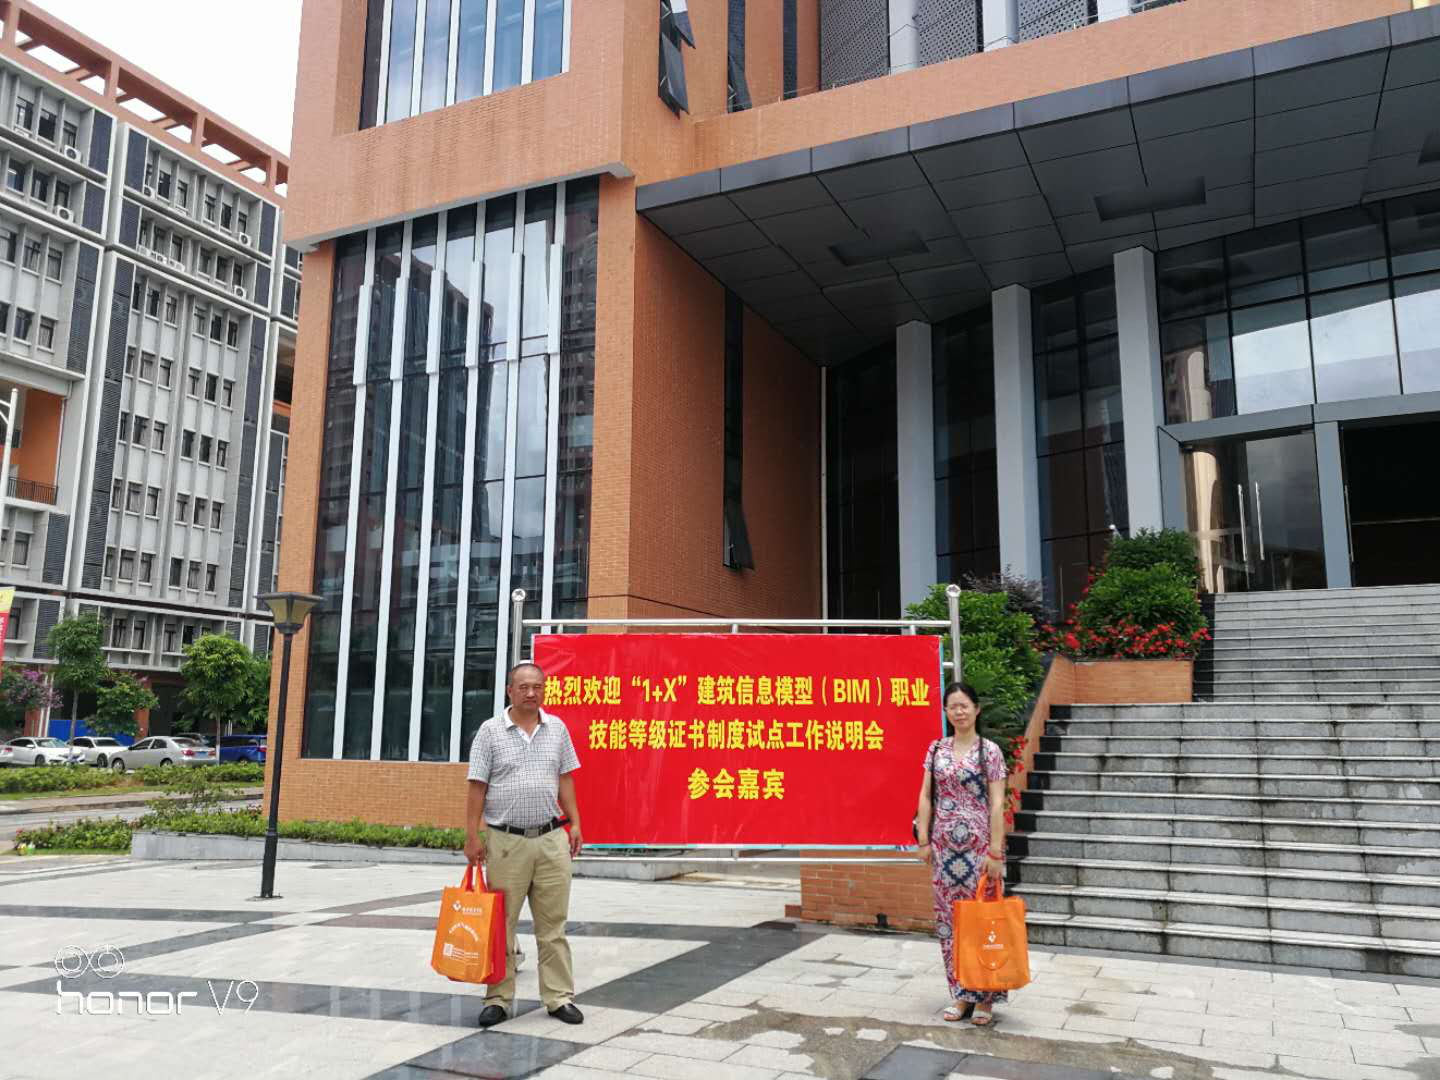 热烈欢迎“1+X”建筑信息模型（BIM）职业
技能等级证书制度试点工作说明会
参会嘉宾
honor V9